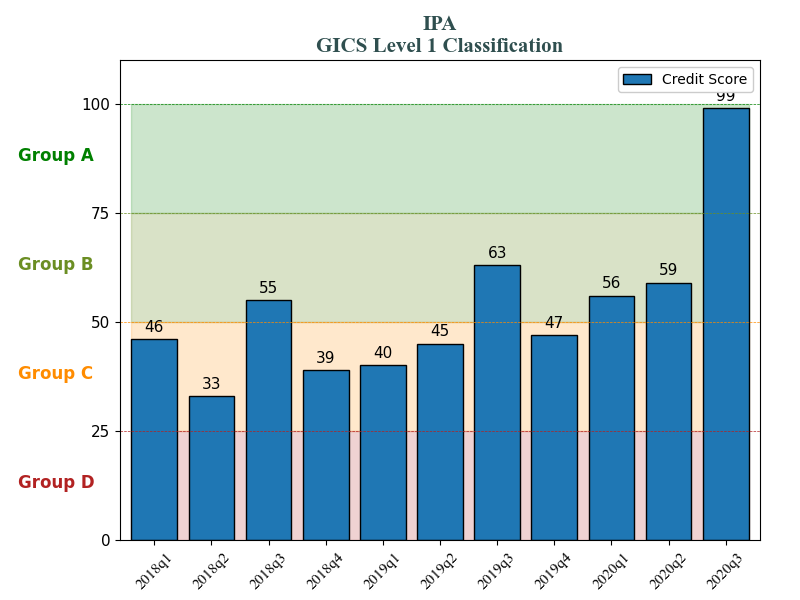 IPA
GICS Level 1 Classification
Credit Score
99
100
Group A
75
63
59
Group B
56
55
50
47
46
45
40
39
Group C
33
25
Group D
0
2018q1 2018q2 2018q3 2018q4 2019q1 2019q2 2019q3 2019q4 2020q1 2020q2 2020q3